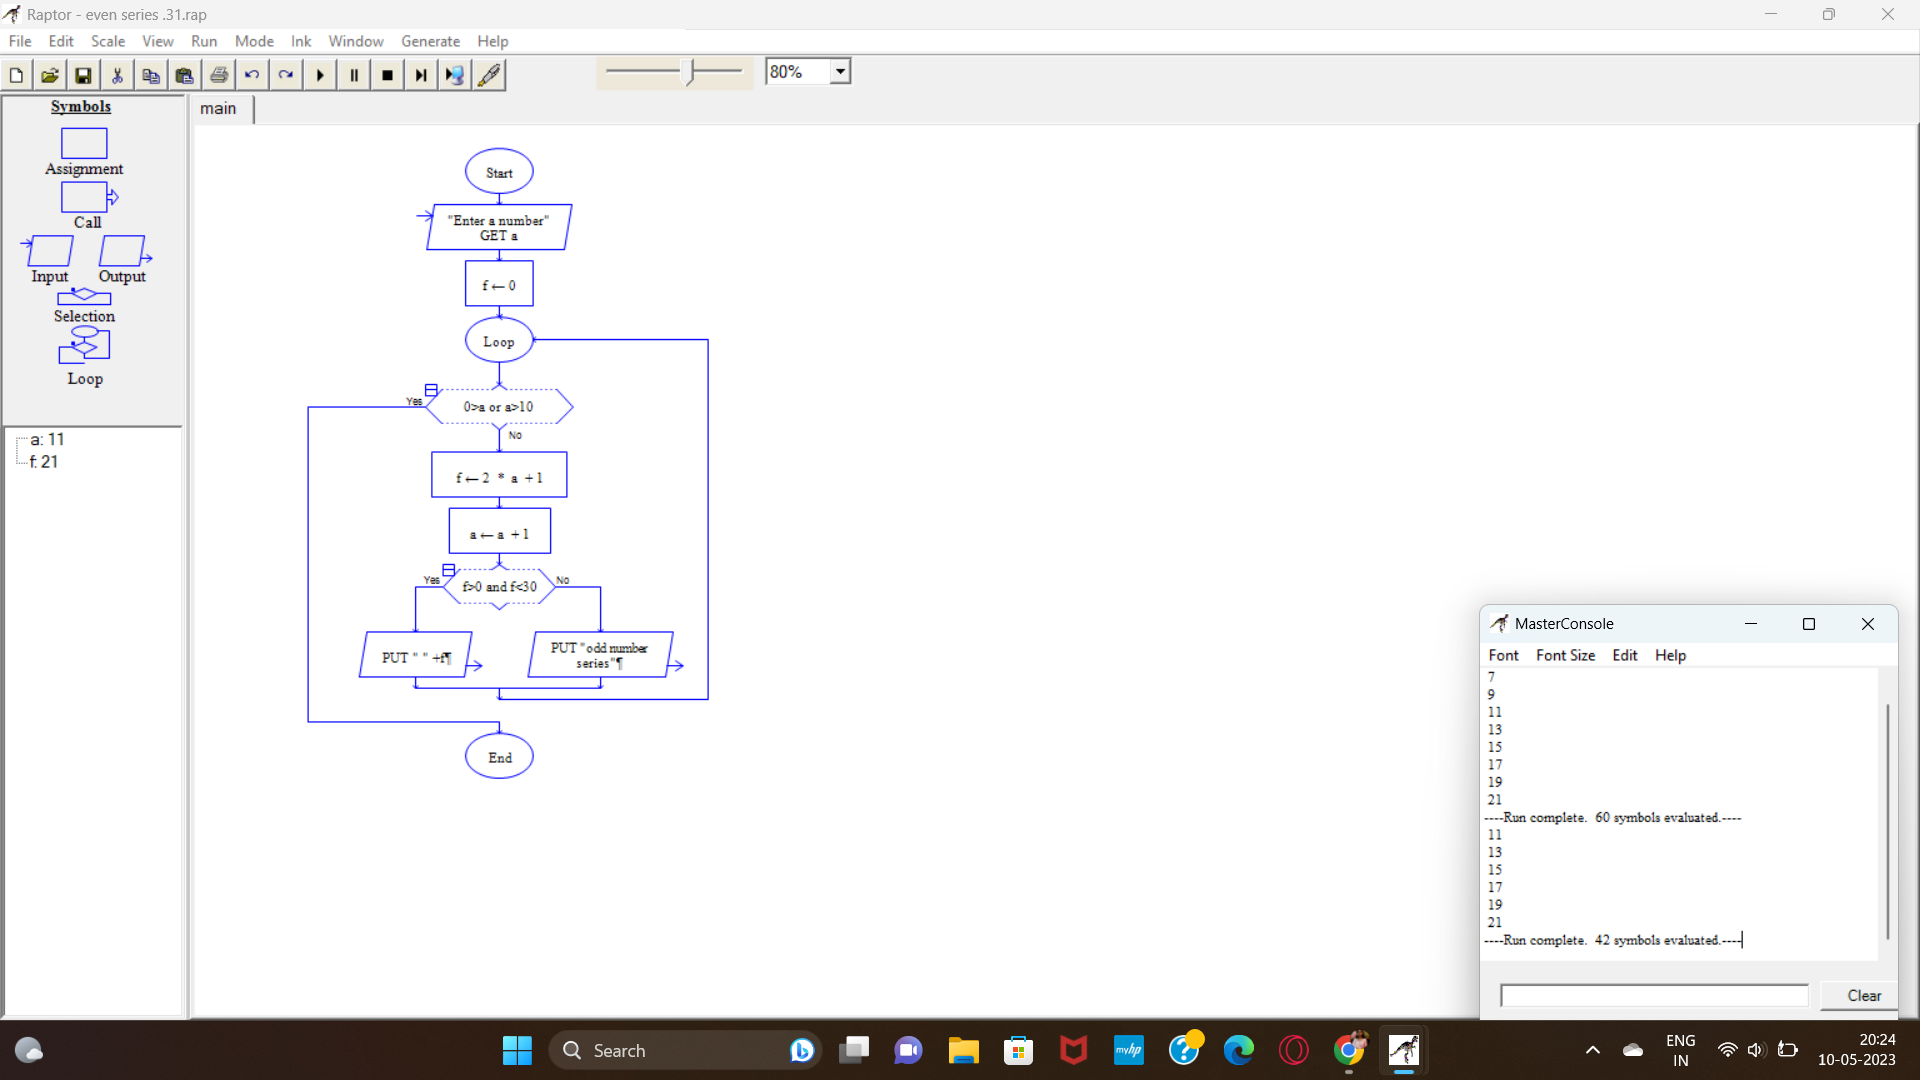 Raptor - even series .31.rap
File Edit Scale View Run Mode Ink Window Generate Help
80%
Symbols
Assignment
Call
Input Output
Selection
Loop
a: 11
f: 21
main
Start
"Enter a number"
GET a
f ← 0
Loop
Yes
0>a or a>10
No
f ← 2 * a + 1
a ← a + 1
Yes
f>0 and f<30
No
PUT " " +f¶
PUT "odd number
series"¶
End
MasterConsole
Font Font Size Edit Help
7
9
11
13
15
17
19
21
----Run complete. 60 symbols evaluated.----
11
13
15
17
19
21
----Run complete. 42 symbols evaluated.----
Clear
Search
myhp
ENG
IN
20:24
10-05-2023